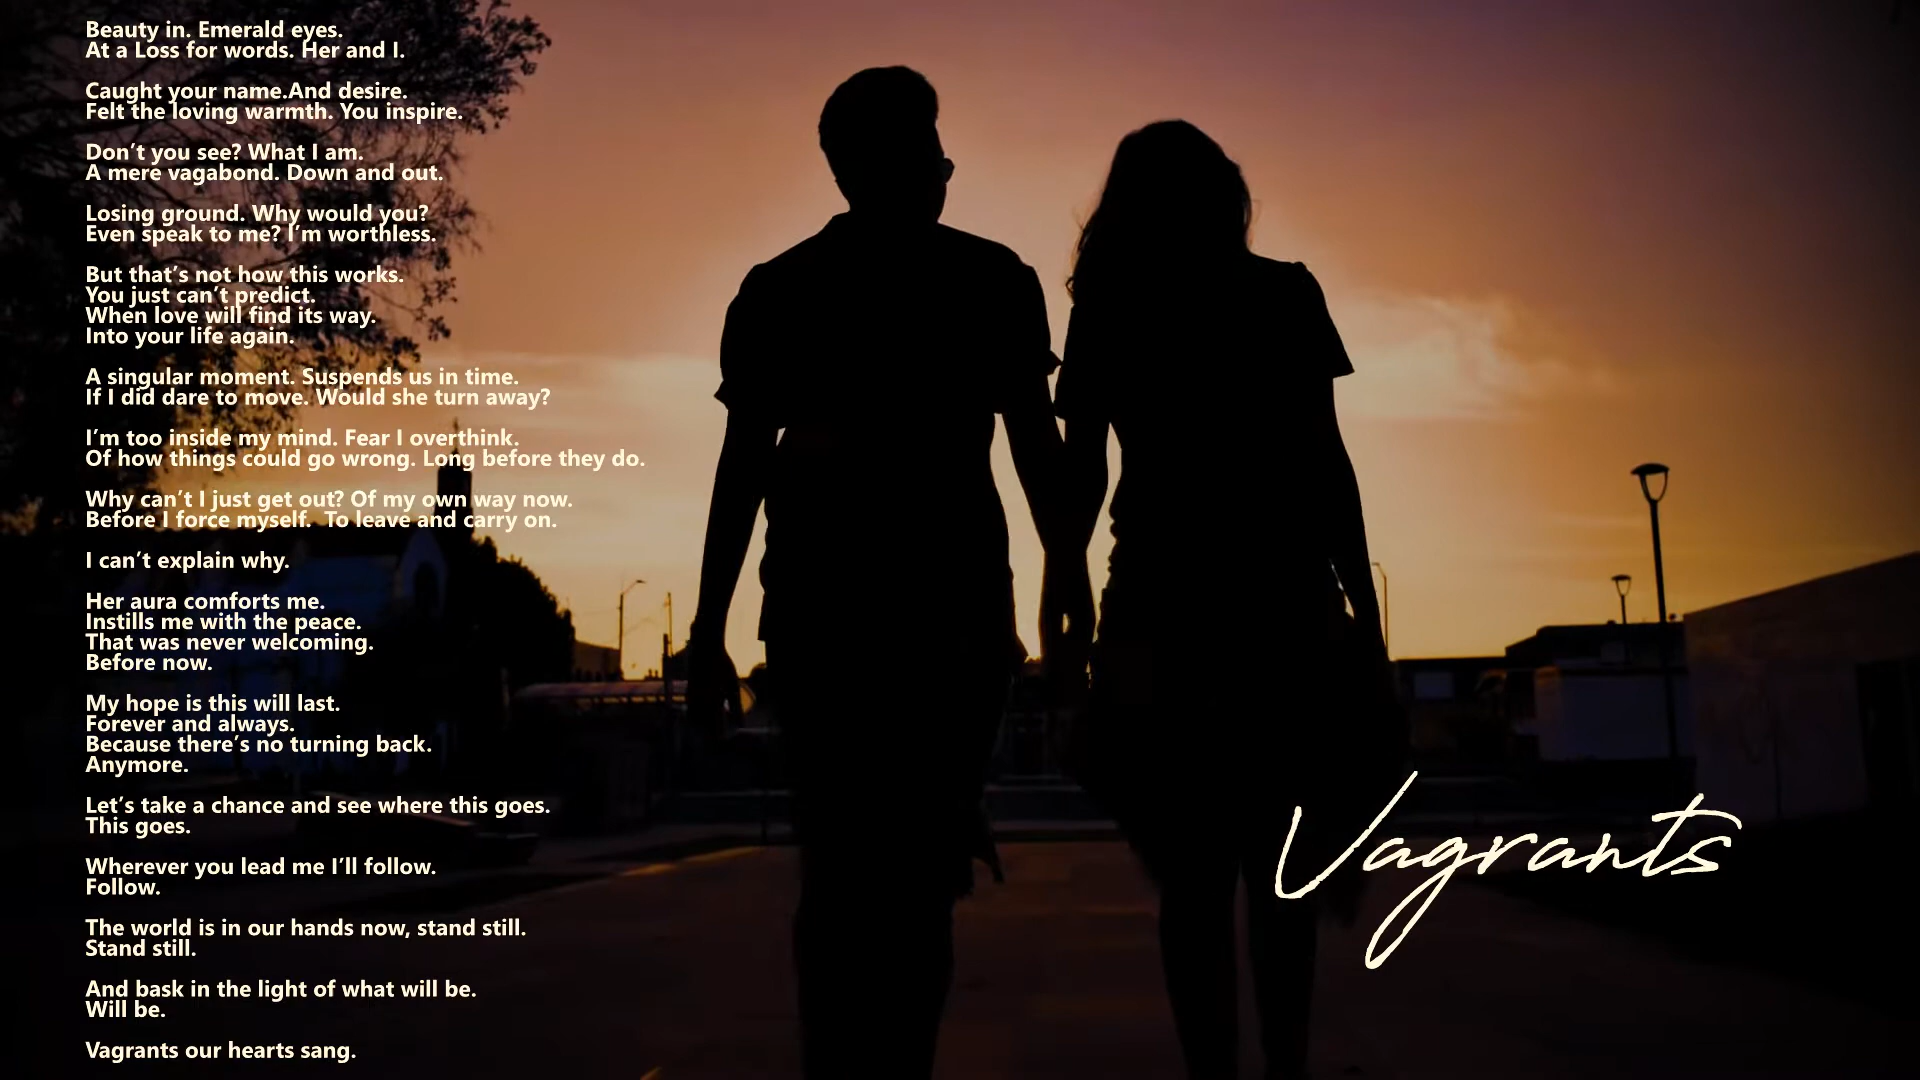 Beauty in. Emerald eyes.
At a Loss for words. Her and I.
Caught your name.And desire.
Felt the loving warmth. You inspire.
Don’t you see? What I am.
A mere vagabond. Down and out.
Losing ground. Why would you?
Even speak to me? I’m worthless.
But that’s not how this works.
You just can’t predict.
When love will find its way.
Into your life again.
A singular moment. Suspends us in time.
If I did dare to move. Would she turn away?
I’m too inside my mind. Fear I overthink.
Of how things could go wrong. Long before they do.
Why can’t I just get out? Of my own way now.
Before I force myself.  To leave and carry on.
I can’t explain why.
Her aura comforts me.
Instills me with the peace.
That was never welcoming.
Before now.
My hope is this will last.
Forever and always.
Because there’s no turning back.
Anymore.
Let’s take a chance and see where this goes.
This goes.
Wherever you lead me I’ll follow.
Follow.
The world is in our hands now, stand still.
Stand still.
And bask in the light of what will be.
Will be.
Vagrants our hearts sang.
Vagrants